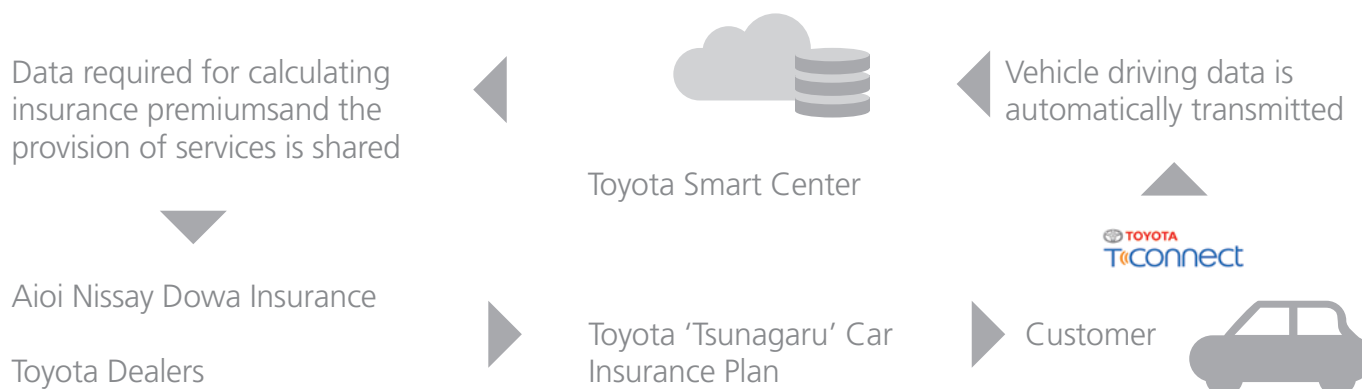 Data required for calculating
insurance premiumsand the
provision of services is shared
Toyota Smart Center
Vehicle driving data is
automatically transmitted
TOYOTA
T CONNECT
Aioi Nissay Dowa Insurance
Toyota Dealers
Toyota ‘Tsunagaru’ Car
Insurance Plan
Customer